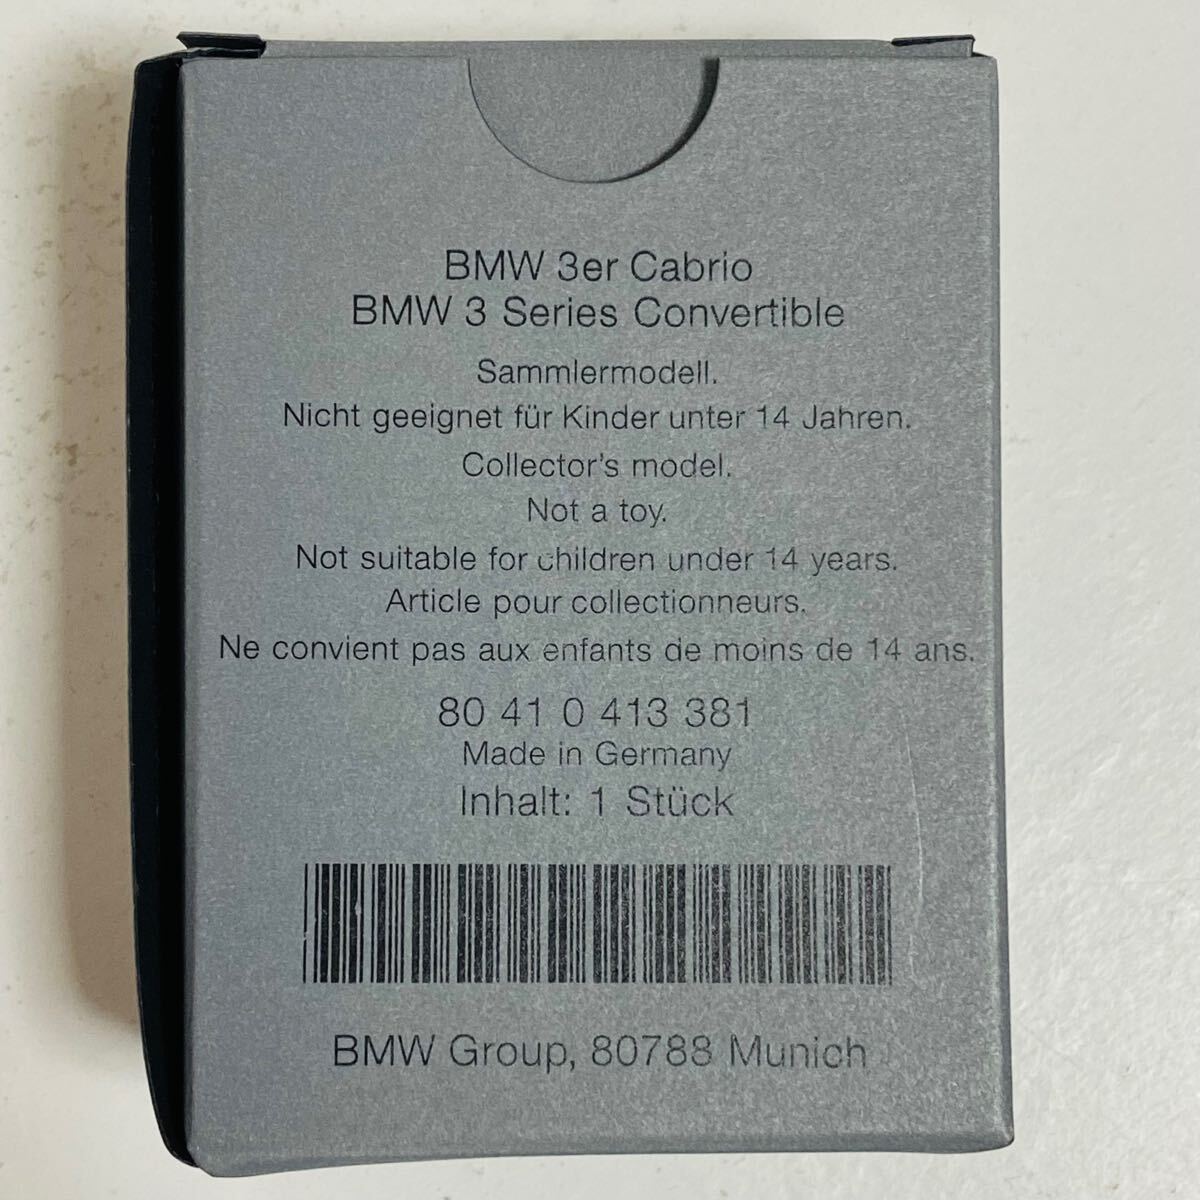 BMW 3er Cabrio
BMW 3 Series Convertible
Sammlermodell.
Nicht geeignet für Kinder unter 14 Jahren.
Collector's model.
Not a toy.
Not suitable for children under 14 years.
Article pour collectionneurs.
Ne convient pas aux enfants de moins de 14 ans.
80 41 0 413 381
Made in Germany
Inhalt: 1 Stück
BMW Group, 80788 Munich